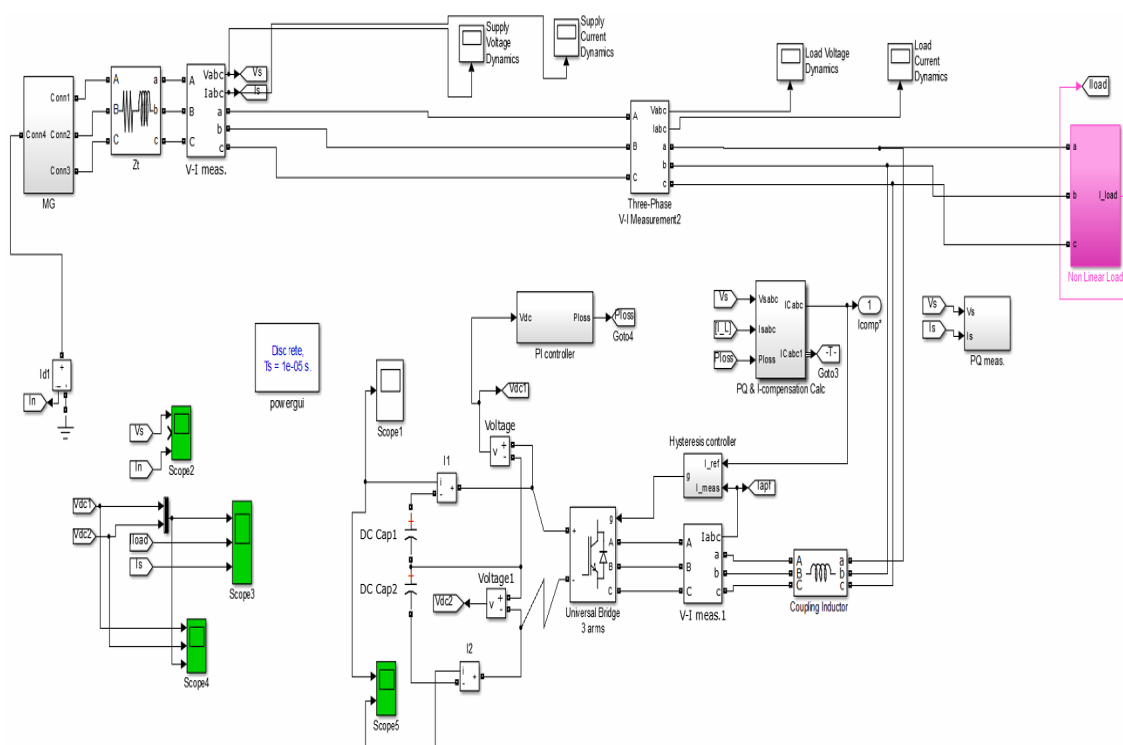 Supply
Voltage
Dynamics
Supply
Current
Dynamics
Load Voltage
Dynamics
Load
Current
Dynamics
Iload
Conn1
Conn4
Conn2
Conn3
MG
A
B
C
a
b
c
Zt
A
B
C
Vabc
Iabc
a
b
c
V-I meas.
Vs
Is
A
B
C
Vabc
Iabc
a
b
c
Three-Phase
V-I Measurement2
a
b
c
I_load
Non Linear Load
Discrete,
Ts = 1e-05 s.
powergui
Vdc
Ploss
PI controller
Ploss
Goto4
Vs
[I_L]
Ploss
Vsabc
Isabc
Ploss
ICabc
ICabc1
PQ & I-compensation Calc
1
Icomp*
-T-
Goto3
Vs
Is
Vs
Is
PQ meas.
Id1
+
-
i
In
Vs
In
Scope2
Vdc1
Vdc2
Iload
Is
Scope3
Scope4
Scope1
Vdc1
Voltage
v
+
-
I1
i
-
+
DC Cap1
DC Cap2
+
+
Voltage1
Vdc2
v
+
-
I2
i
-
+
Scope5
Hysteresis controller
g
I_ref
I_meas
Iapf
g
+
-
A
B
C
Universal Bridge
3 arms
Iabc
A
B
C
a
b
c
V-I meas.1
A
B
C
a
b
c
Coupling Inductor